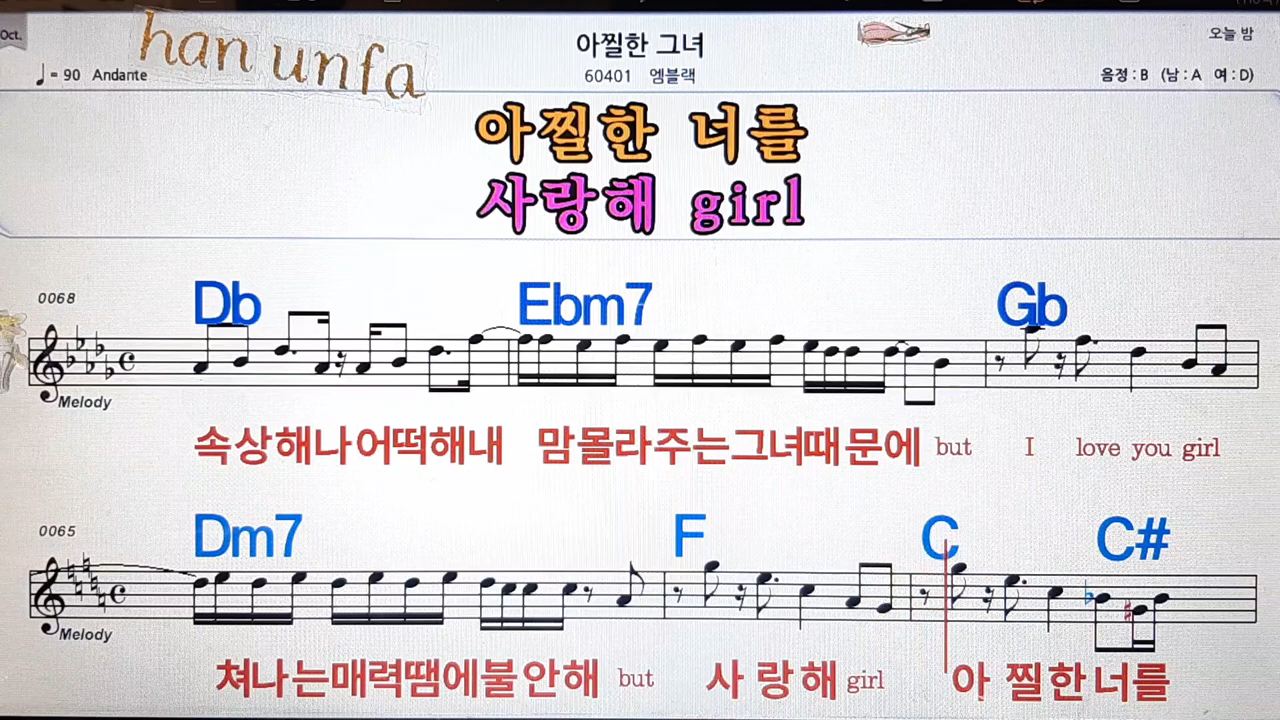 Oct.
han unfa
아찔한 그녀
오늘 밤
♩= 90 Andante
60401 엠블랙
음정 : B (남 : A 여 : D)
아찔한 너를
사랑해 girl
0068
Db Ebm7 Gb
Melody
속상해나어떡해내 맘몰라주는그녀때문에 but I love you girl
0065
Dm7 F C C#
Melody
쳐나는매력땜에불안해 but 사랑해 girl 아찔한너를